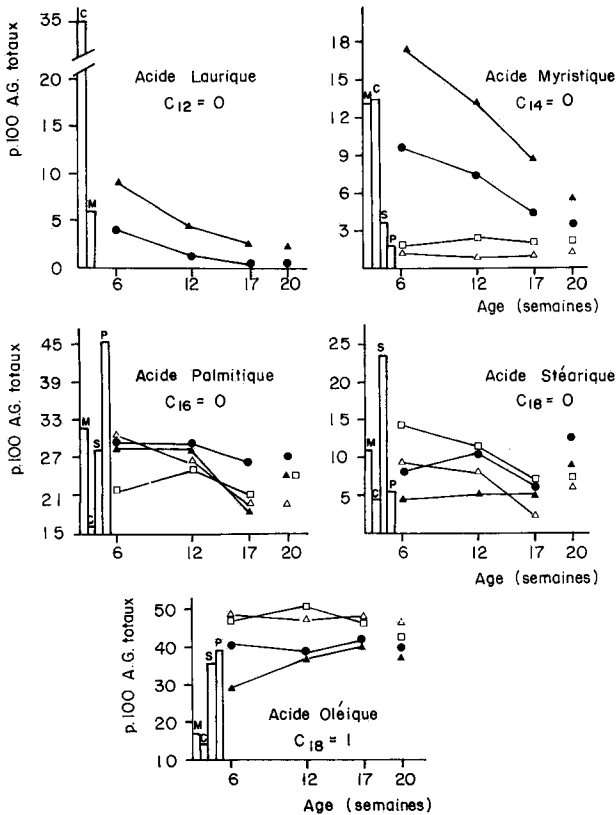 p.100 A.G. totaux
35
20
15
10
5
0
C
M
Acide Laurique
C12 = 0
6
12
17
20
Age (semaines)
18
15
12
9
6
3
M
C
S
P
Acide Myristique
C14 = 0
6
12
17
20
Age (semaines)
p.100 A.G. totaux
45
39
33
27
21
15
M
C
S
P
Acide Palmitique
C16 = 0
6
12
17
20
Age (semaines)
25
20
15
10
5
M
C
S
P
Acide Stéarique
C18 = 0
6
12
17
20
Age (semaines)
p.100 A.G. totaux
50
40
30
20
10
M
C
S
P
Acide Oléique
C18 = 1
6
12
17
20
Age (semaines)